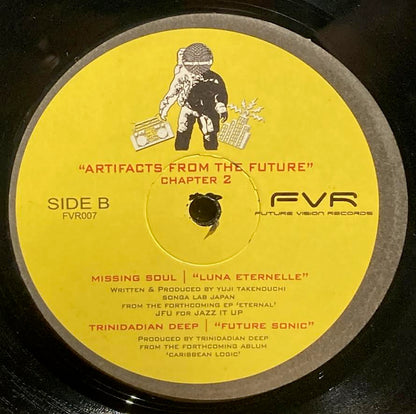 "ARTIFACTS FROM THE FUTURE"
CHAPTER 2
SIDE B
FVR007
FVR
FUTURE VISION RECORDS
MISSING SOUL | "LUNA ETERNELLE"
WRITTEN & PRODUCED BY YUJI TAKENOUCHI
SONGA LAB JAPAN
FROM THE FORTHCOMING EP 'ETERNAL'
JFU FOR JAZZ IT UP
TRINIDADIAN DEEP | "FUTURE SONIC"
PRODUCED BY TRINIDADIAN DEEP
FROM THE FORTHCOMING ABLUM
'CARIBBEAN LOGIC'